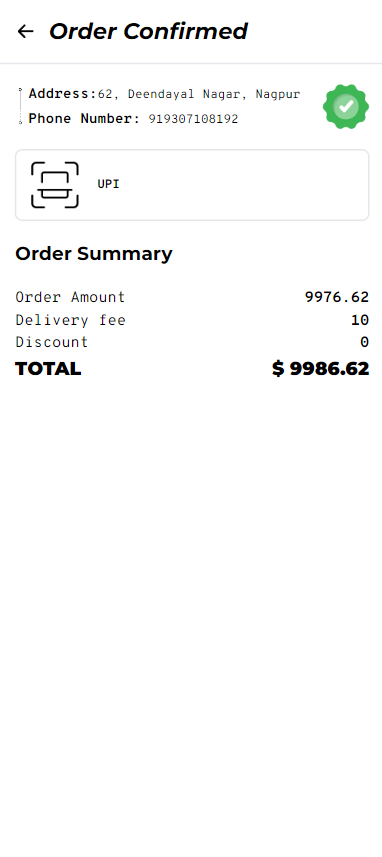 Order Confirmed
Address:62, Deendayal Nagar, Nagpur
Phone Number: 919307108192
UPI
Order Summary
Order Amount 9976.62
Delivery fee 10
Discount 0
TOTAL $ 9986.62